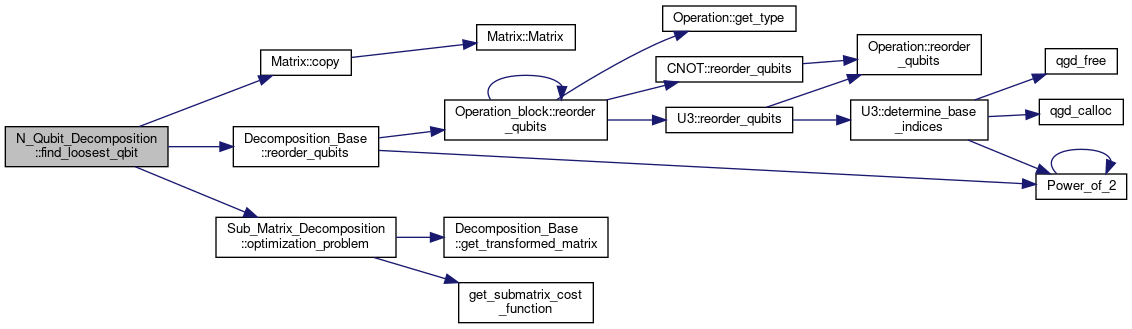 N_Qubit_Decomposition
::find_loosest_qbit
Matrix::copy
Matrix::Matrix
Decomposition_Base
::reorder_qubits
Operation_block::reorder
_qubits
Operation::get_type
CNOT::reorder_qubits
Operation::reorder
_qubits
U3::reorder_qubits
U3::determine_base
_indices
qgd_free
qgd_calloc
Power_of_2
Sub_Matrix_Decomposition
::optimization_problem
Decomposition_Base
::get_transformed_matrix
get_submatrix_cost
_function